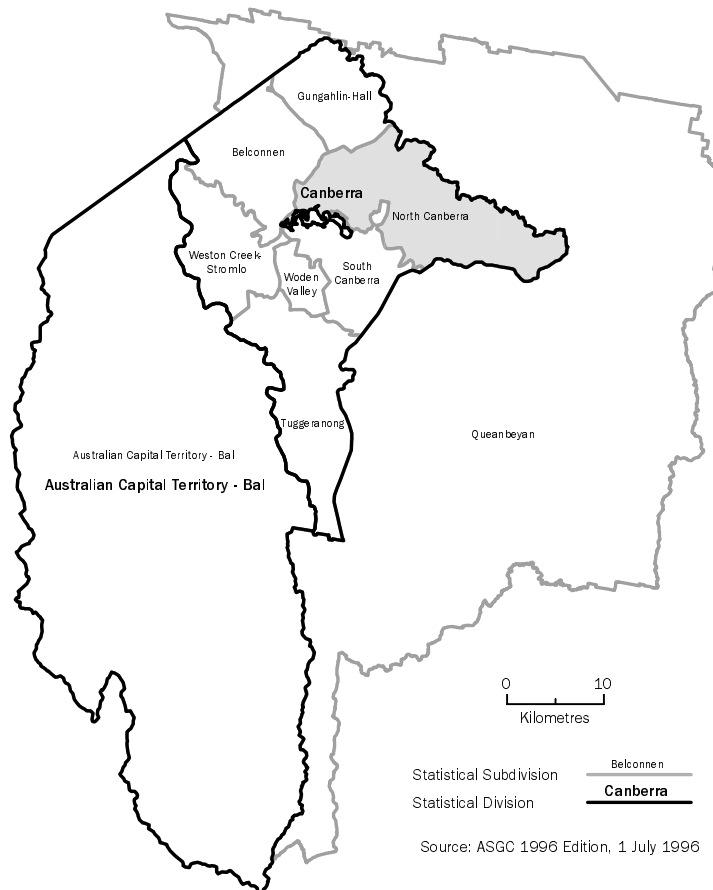 Gungahlin-Hall
Belconnen
Canberra
North Canberra
Weston Creek-
Stromlo
South
Canberra
Woden
Valley
Tuggeranong
Queanbeyan
Australian Capital Territory - Bal
Australian Capital Territory - Bal
0 10
Kilometres
Statistical Subdivision Belconnen
Statistical Division Canberra
Source: ASGC 1996 Edition, 1 July 1996